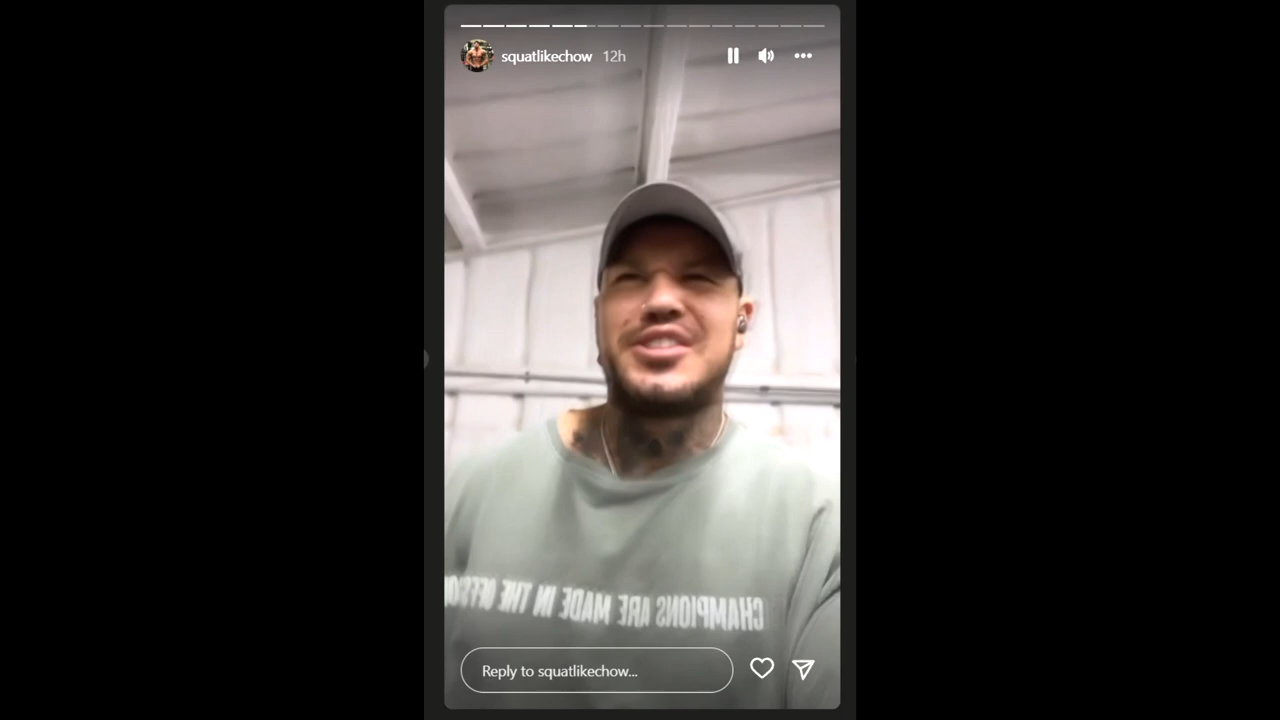 squatlikechow 12h
CHAMPIONS ARE MADE IN THE
Reply to squatlikechow...